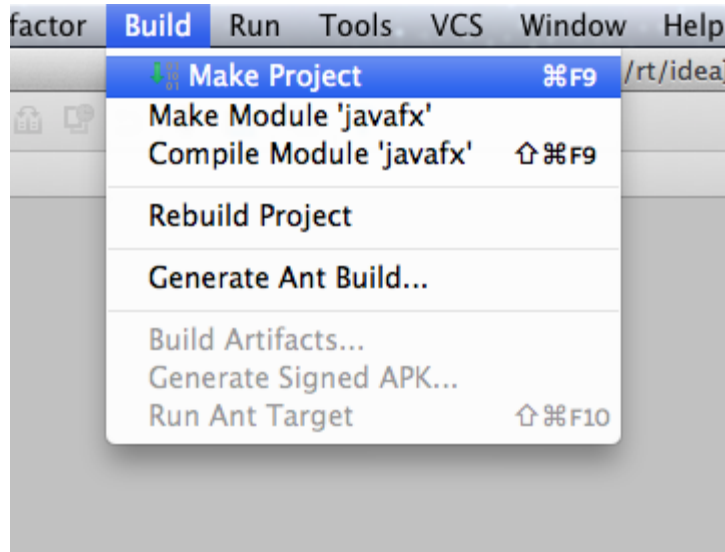 factor Build Run Tools VCS Window Help
Make Project ⌘F9 /rt/idea]
Make Module 'javafx'
Compile Module 'javafx' ⇧⌘F9
Rebuild Project
Generate Ant Build...
Build Artifacts...
Generate Signed APK...
Run Ant Target ⇧⌘F10